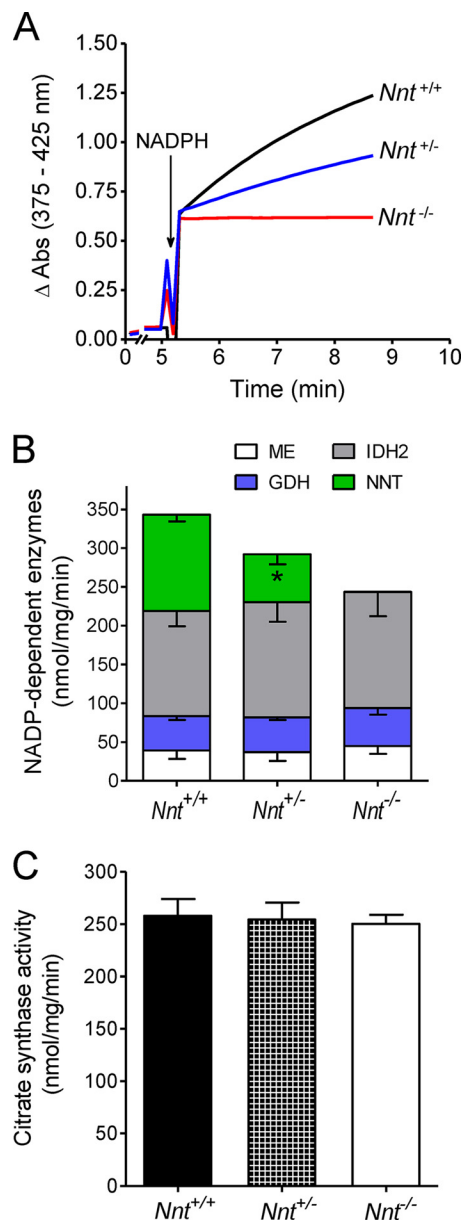 A
Δ Abs (375 - 425 nm)
1.50
1.25
1.00
0.75
0.50
0.25
0.00
NADPH
Nnt+/+
Nnt+/-
Nnt-/-
0 5 6 7 8 9 10
Time (min)
B
ME IDH2
GDH NNT
NADP-dependent enzymes
(nmol/mg/min)
350
300
250
200
150
100
50
0
*
Nnt+/+ Nnt+/- Nnt-/-
C
Citrate synthase activity
(nmol/mg/min)
300
250
200
150
100
50
0
Nnt+/+ Nnt+/- Nnt-/-